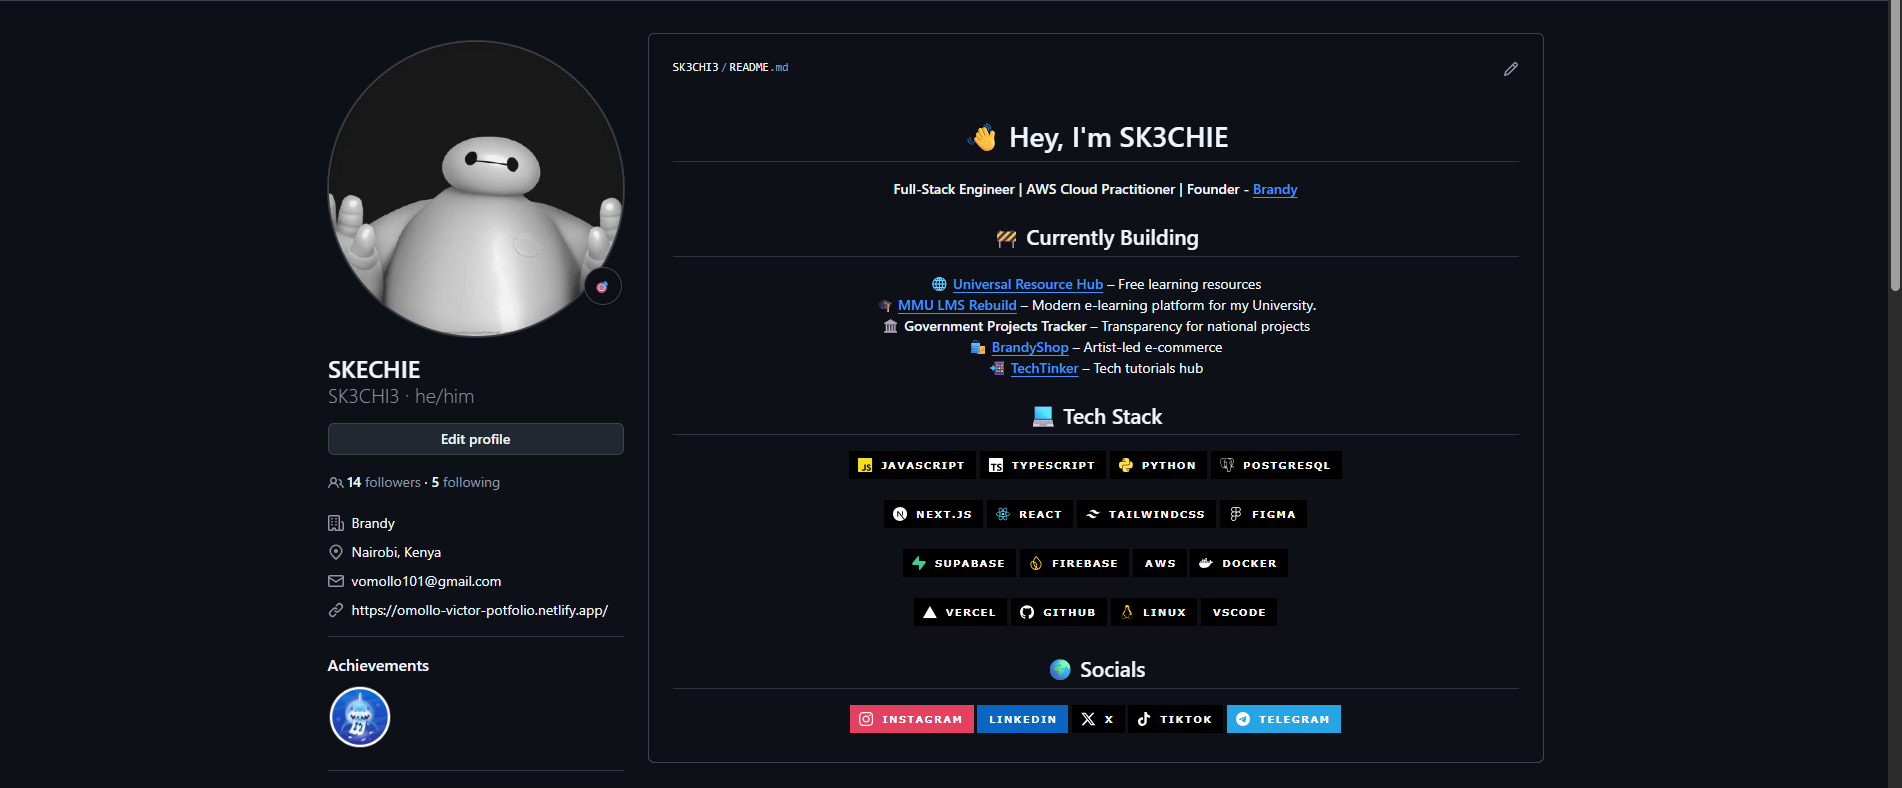 SKECHIE
SK3CHI3 · he/him
Edit profile
14 followers · 5 following
Brandy
Nairobi, Kenya
vomollo101@gmail.com
https://omollo-victor-potfolio.netlify.app/
Achievements
SK3CHI3 / README.md
👋 Hey, I'm SK3CHIE
Full-Stack Engineer | AWS Cloud Practitioner | Founder - Brandy
🚧 Currently Building
🌐 Universal Resource Hub – Free learning resources
🎓 MMU LMS Rebuild – Modern e-learning platform for my University.
🏛️ Government Projects Tracker – Transparency for national projects
🛍️ BrandyShop – Artist-led e-commerce
📲 TechTinker – Tech tutorials hub
💻 Tech Stack
JS JAVASCRIPT TS TYPESCRIPT PYTHON POSTGRESQL
N NEXT.JS REACT TAILWINDCSS FIGMA
SUPABASE FIREBASE AWS DOCKER
VERCEL GITHUB LINUX VSCODE
🌍 Socials
INSTAGRAM LINKEDIN X X TIKTOK TELEGRAM